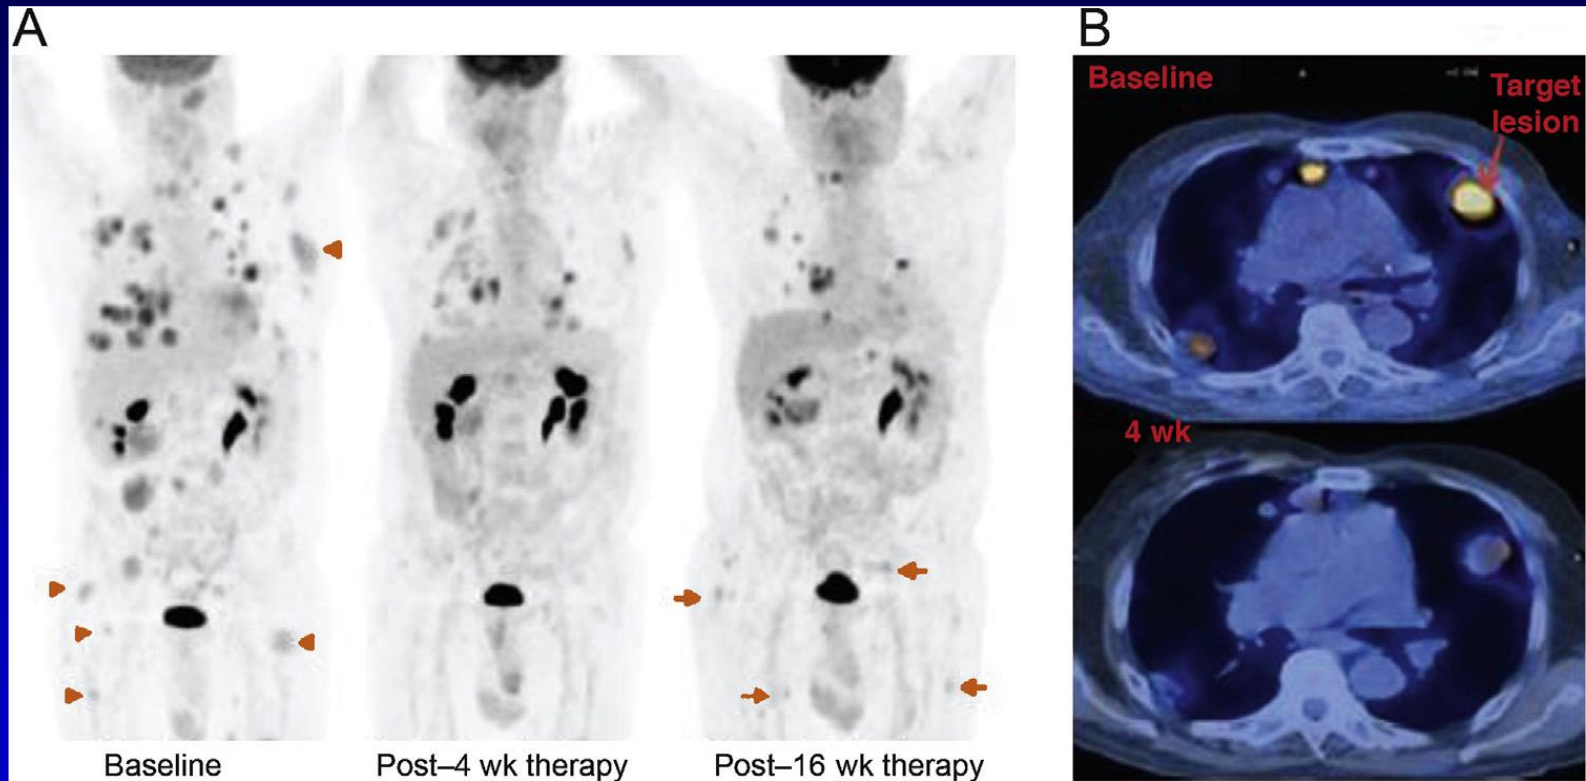 A
B
Baseline
Target
lesion
4 wk
Baseline
Post–4 wk therapy
Post–16 wk therapy